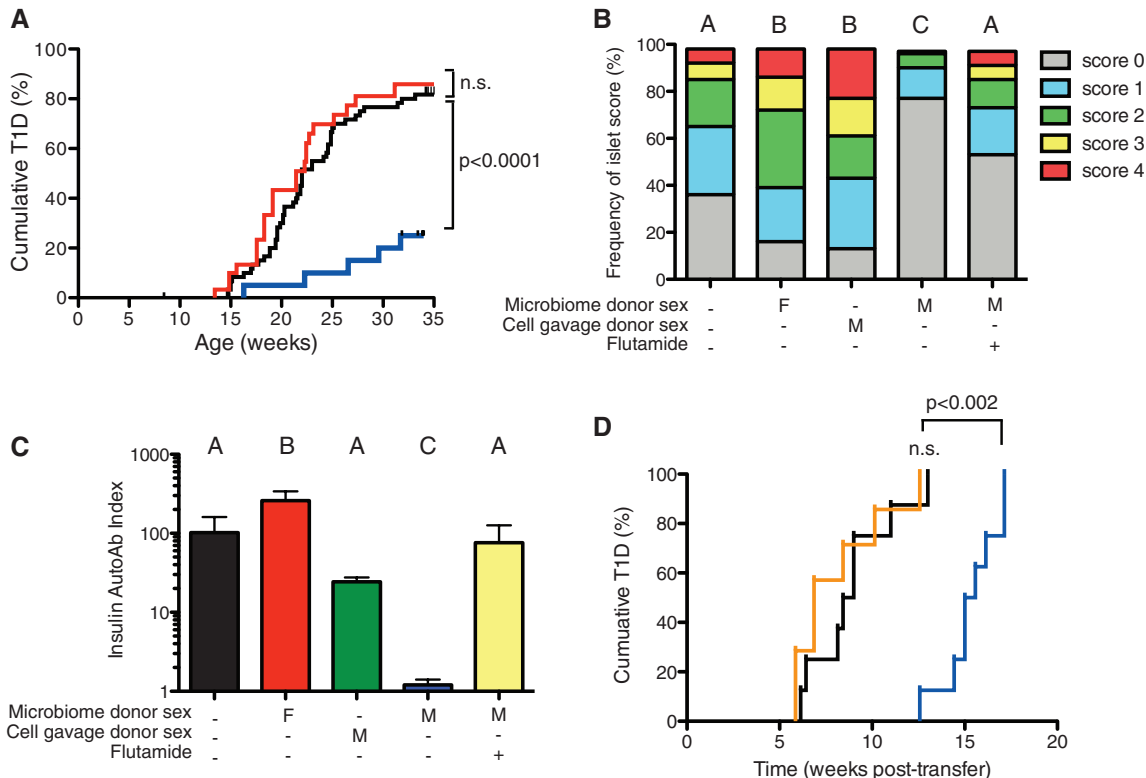 A
Cumulative T1D (%)
100
80
60
40
20
0
0 5 10 15 20 25 30 35
Age (weeks)
n.s.
p<0.0001
B
A B B C A
Frequency of islet score (%)
100
80
60
40
20
0
score 0
score 1
score 2
score 3
score 4
Microbiome donor sex - F - M M
Cell gavage donor sex - - M - -
Flutamide - - - - +
C
A B A C A
Insulin AutoAb Index
1000
100
10
1
Microbiome donor sex - F - M M
Cell gavage donor sex - - M - -
Flutamide - - - - +
D
p<0.002
n.s.
Cumuative T1D (%)
100
80
60
40
20
0
0 5 10 15 20
Time (weeks post-transfer)